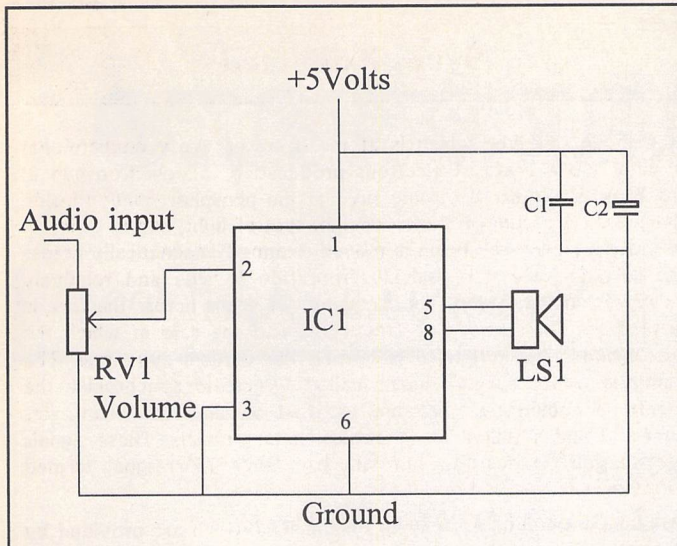 +5Volts
C1
C2
Audio input
1
2
5
IC1
8
LS1
RV1
Volume
3
6
Ground